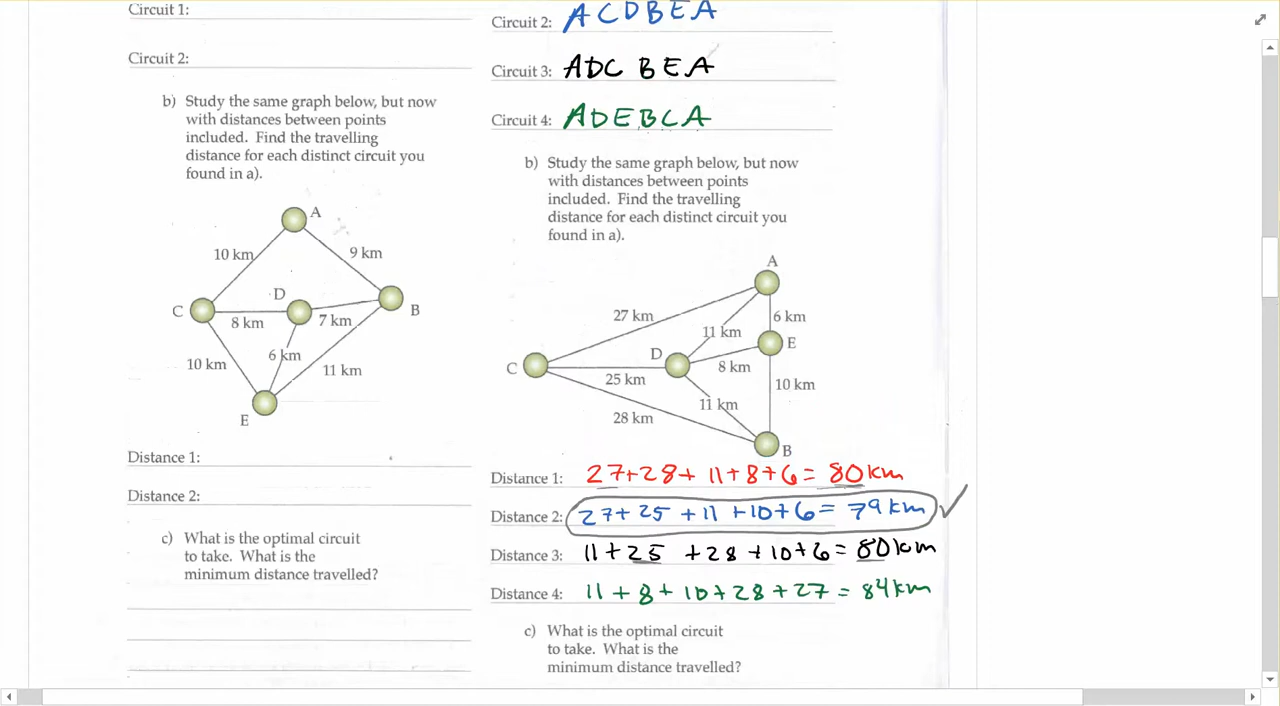 Circuit 1:
Circuit 2:
b) Study the same graph below, but now
with distances between points
included. Find the travelling
distance for each distinct circuit you
found in a).
A
10 km
9 km
D
C
B
8 km
7 km
6 km
10 km
11 km
E
Distance 1:
Distance 2:
c) What is the optimal circuit
to take. What is the
minimum distance travelled?
Circuit 2: ACDBEA
Circuit 3: ADCBEA
Circuit 4: ADEBCA
b) Study the same graph below, but now
with distances between points
included. Find the travelling
distance for each distinct circuit you
found in a).
A
27 km
6 km
11 km
E
D
C
8 km
25 km
10 km
11 km
28 km
B
Distance 1: 27+28+11+8+6=80km
Distance 2: 27+25+11+10+6=79km
Distance 3: 11+25+28+10+6=80km
Distance 4: 11+8+10+28+27=84km
c) What is the optimal circuit
to take. What is the
minimum distance travelled?